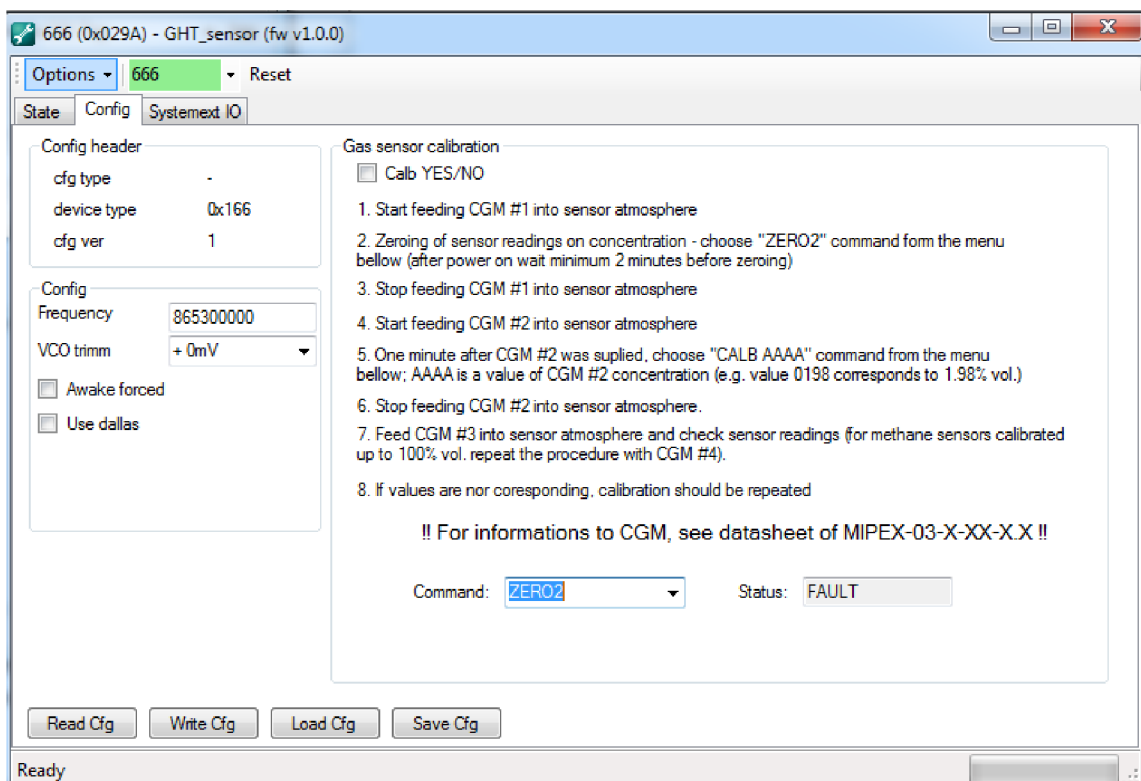 666 (0x029A) - GHT_sensor (fw v1.0.0)
Options 666 Reset
State Config Systemext IO
Config header
cfg type -
device type 0x166
cfg ver 1
Config
Frequency 865300000
VCO trimm + 0mV
Awake forced
Use dallas
Gas sensor calibration
Calb YES/NO
1. Start feeding CGM #1 into sensor atmosphere
2. Zeroing of sensor readings on concentration - choose "ZERO2" command form the menu
bellow (after power on wait minimum 2 minutes before zeroing)
3. Stop feeding CGM #1 into sensor atmosphere
4. Start feeding CGM #2 into sensor atmosphere
5. One minute after CGM #2 was suplied, choose "CALB AAAA" command from the menu
bellow; AAAA is a value of CGM #2 concentration (e.g. value 0198 corresponds to 1.98% vol.)
6. Stop feeding CGM #2 into sensor atmosphere.
7. Feed CGM #3 into sensor atmosphere and check sensor readings (for methane sensors calibrated
up to 100% vol. repeat the procedure with CGM #4).
8. If values are nor coresponding, calibration should be repeated
!! For informations to CGM, see datasheet of MIPEX-03-X-XX-X.X !!
Command: ZERO2 Status: FAULT
Read Cfg Write Cfg Load Cfg Save Cfg
Ready